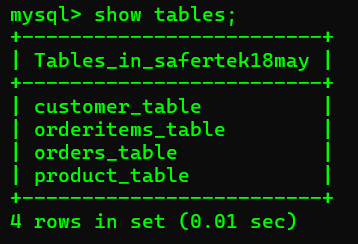 mysql> show tables;
+--------------------------+
| Tables_in_safertek18may |
+--------------------------+
| customer_table |
| orderitems_table |
| orders_table |
| product_table |
+--------------------------+
4 rows in set (0.01 sec)